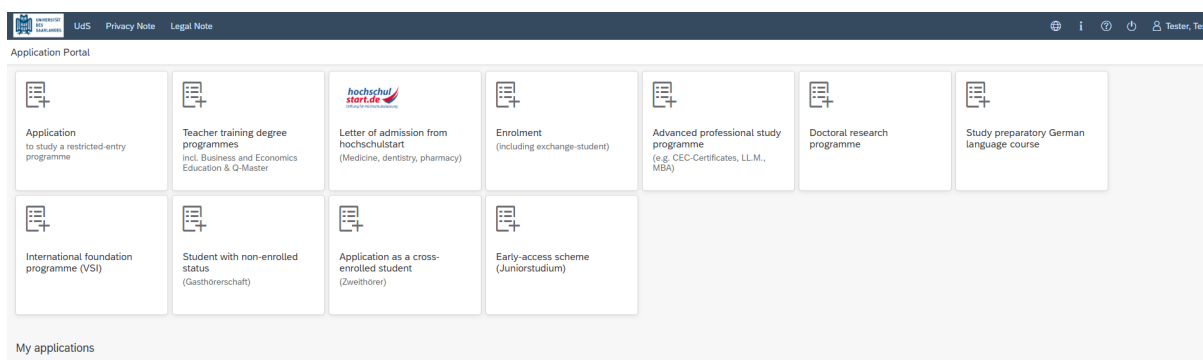 UNIVERSITÄT
DES
SAARLANDES
UdS Privacy Note Legal Note
Tester, Te
Application Portal
Application
to study a restricted-entry
programme
Teacher training degree
programmes
incl. Business and Economics
Education & Q-Master
hochschul
start.de
Letter of admission from
hochschulstart
(Medicine, dentistry, pharmacy)
Enrolment
(including exchange-student)
Advanced professional study
programme
(e.g. CEC-Certificates, LL.M.,
MBA)
Doctoral research
programme
Study preparatory German
language course
International foundation
programme (VSI)
Student with non-enrolled
status
(Gasthörerschaft)
Application as a cross-
enrolled student
(Zweithörer)
Early-access scheme
(Juniorstudium)
My applications